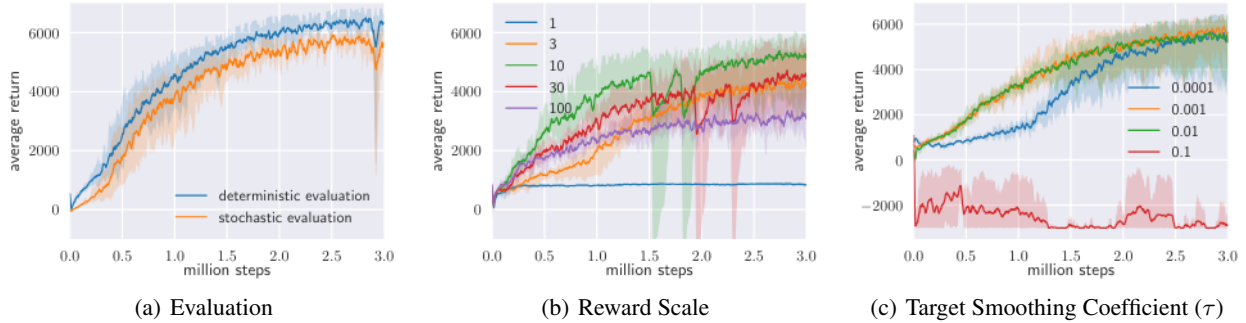 6000
4000
2000
0
average return
deterministic evaluation
stochastic evaluation
0.0 0.5 1.0 1.5 2.0 2.5 3.0
million steps
(a) Evaluation
6000
4000
2000
0
average return
1
3
10
30
100
0.0 0.5 1.0 1.5 2.0 2.5 3.0
million steps
(b) Reward Scale
6000
4000
2000
0
−2000
average return
0.0001
0.001
0.01
0.1
0.0 0.5 1.0 1.5 2.0 2.5 3.0
million steps
(c) Target Smoothing Coefficient (τ)